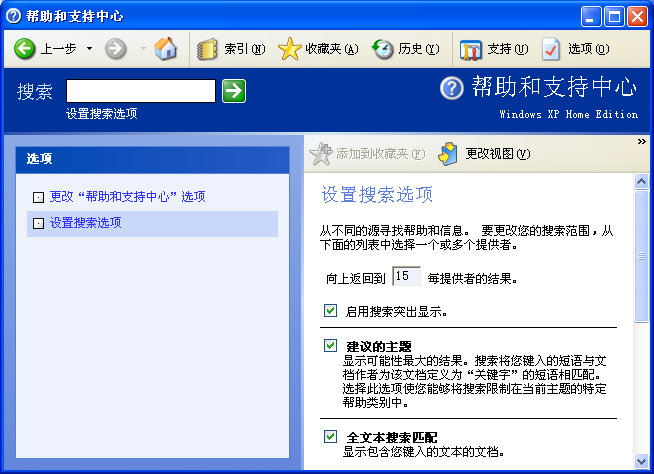 帮助和支持中心
上一步 索引(N) 收藏夹(A) 历史(Y) 支持(U) 选项(O)
搜索
设置搜索选项
帮助和支持中心
Windows XP Home Edition
选项
更改“帮助和支持中心”选项
设置搜索选项
添加到收藏夹(F) 更改视图(V)
设置搜索选项
从不同的源寻找帮助和信息。 要更改您的搜索范围，从
下面的列表中选择一个或多个提供者。
向上返回到 15 每提供者的结果。
启用搜索突出显示。
建议的主题
显示可能性最大的结果。搜索将您键入的短语与文
档作者为该文档定义为“关键字”的短语相匹配。
选择此选项使您能够将搜索限制在当前主题的特定
帮助类别中。
全文本搜索匹配
显示包含您键入的文本的文档。